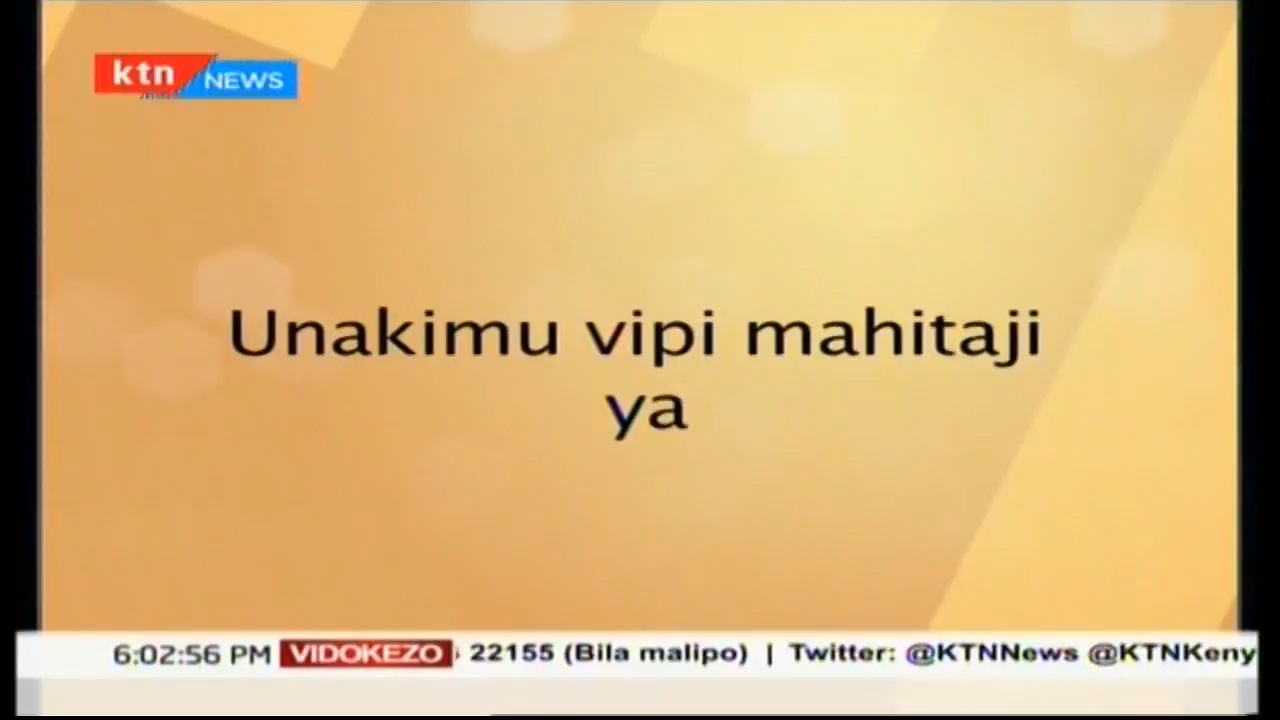 ktn NEWS
Unakimu vipi mahitaji
ya
6:02:56 PM VIDOKEZO 22155 (Bila malipo) | Twitter: @KTNNews @KTNKeny